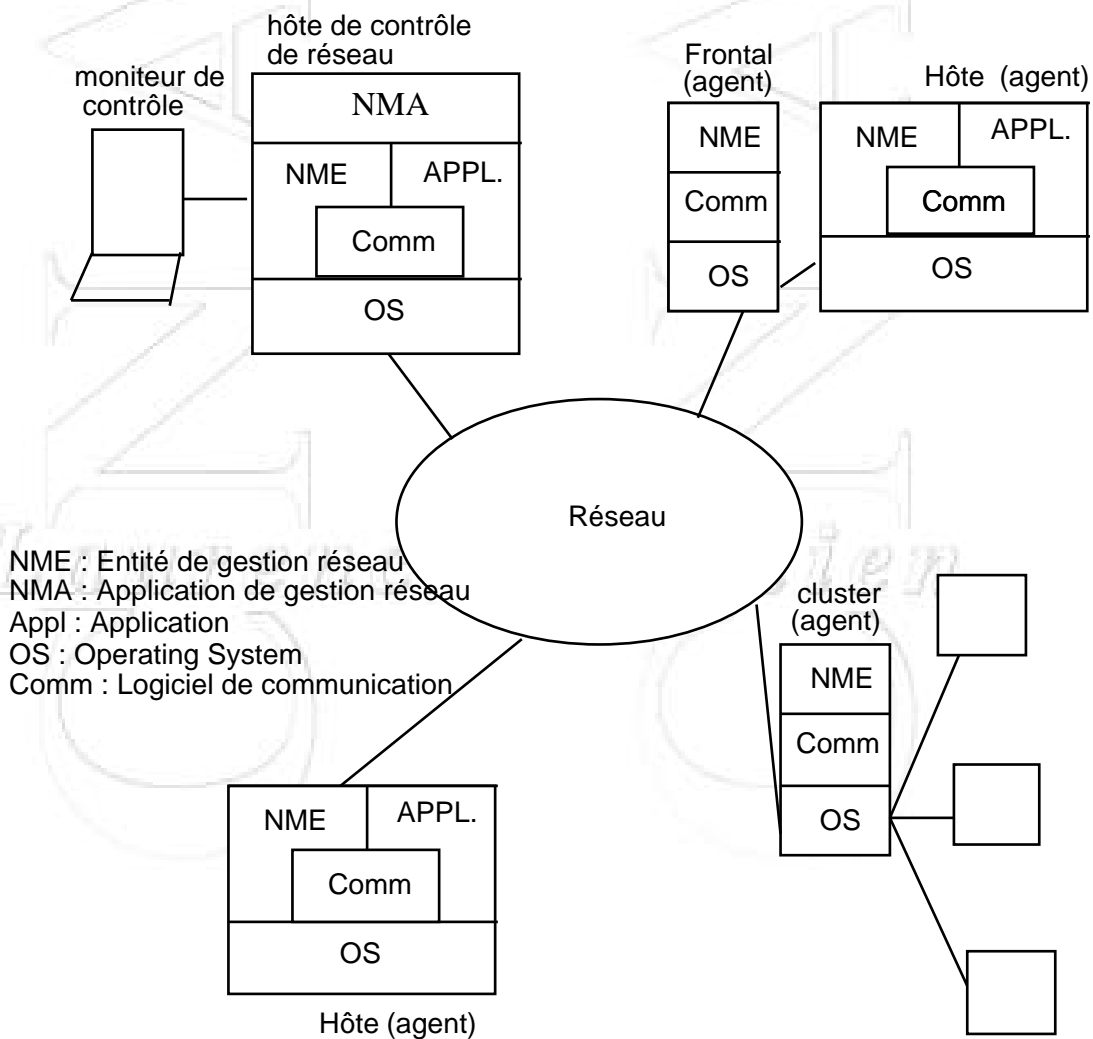 hôte de contrôle
de réseau
moniteur de
contrôle
NMA
NME
APPL.
Comm
OS
Frontal
(agent)
NME
Comm
OS
Hôte (agent)
NME
APPL.
Comm
OS
Réseau
NME : Entité de gestion réseau
NMA : Application de gestion réseau
Appl : Application
OS : Operating System
Comm : Logiciel de communication
cluster
(agent)
NME
Comm
OS
NME
APPL.
Comm
OS
Hôte (agent)